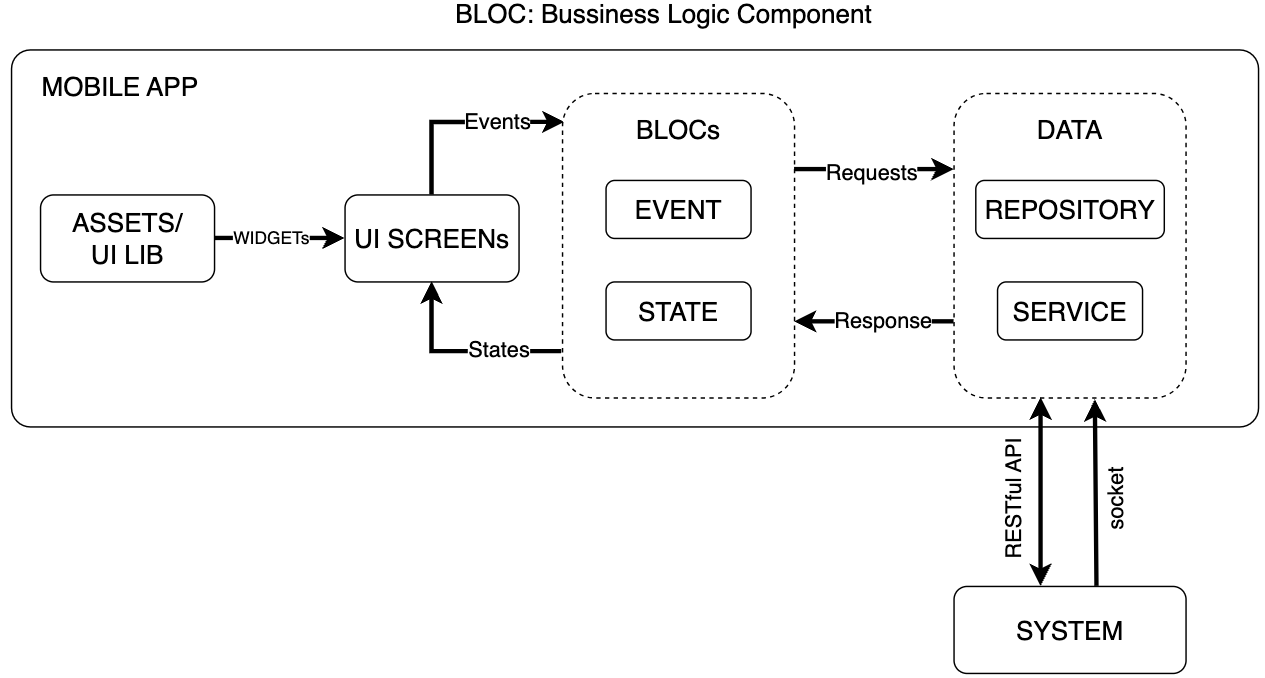 BLOC: Bussiness Logic Component
MOBILE APP
ASSETS/
UI LIB
WIDGETs
UI SCREENs
Events
States
BLOCs
EVENT
STATE
Requests
Response
DATA
REPOSITORY
SERVICE
RESTful API
socket
SYSTEM